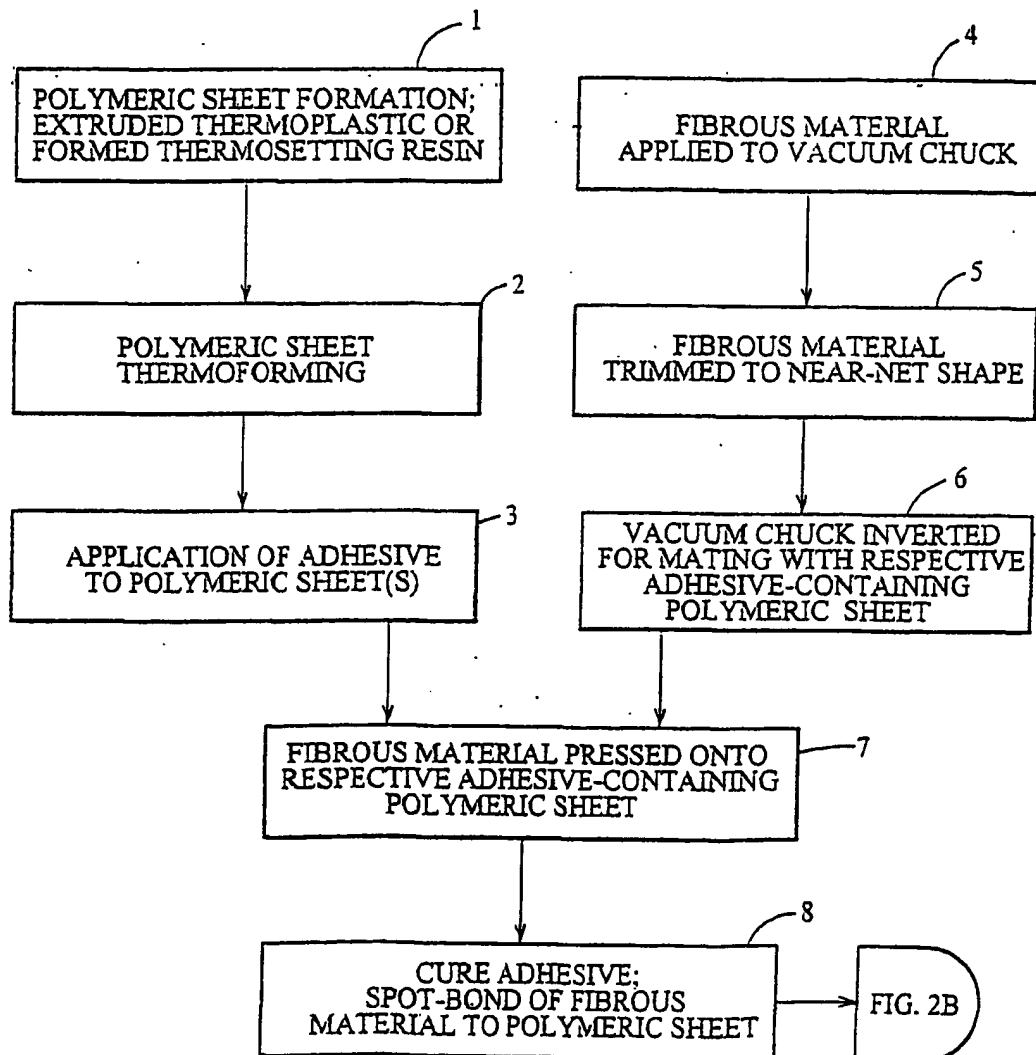 1
POLYMERIC SHEET FORMATION;
EXTRUDED THERMOPLASTIC OR
FORMED THERMOSETTING RESIN
2
POLYMERIC SHEET
THERMOFORMING
3
APPLICATION OF ADHESIVE
TO POLYMERIC SHEET(S)
4
FIBROUS MATERIAL
APPLIED TO VACUUM CHUCK
5
FIBROUS MATERIAL
TRIMMED TO NEAR-NET SHAPE
6
VACUUM CHUCK INVERTED
FOR MATING WITH RESPECTIVE
ADHESIVE-CONTAINING
POLYMERIC SHEET
7
FIBROUS MATERIAL PRESSED ONTO
RESPECTIVE ADHESIVE-CONTAINING
POLYMERIC SHEET
8
CURE ADHESIVE;
SPOT-BOND OF FIBROUS
MATERIAL TO POLYMERIC SHEET
FIG. 2B